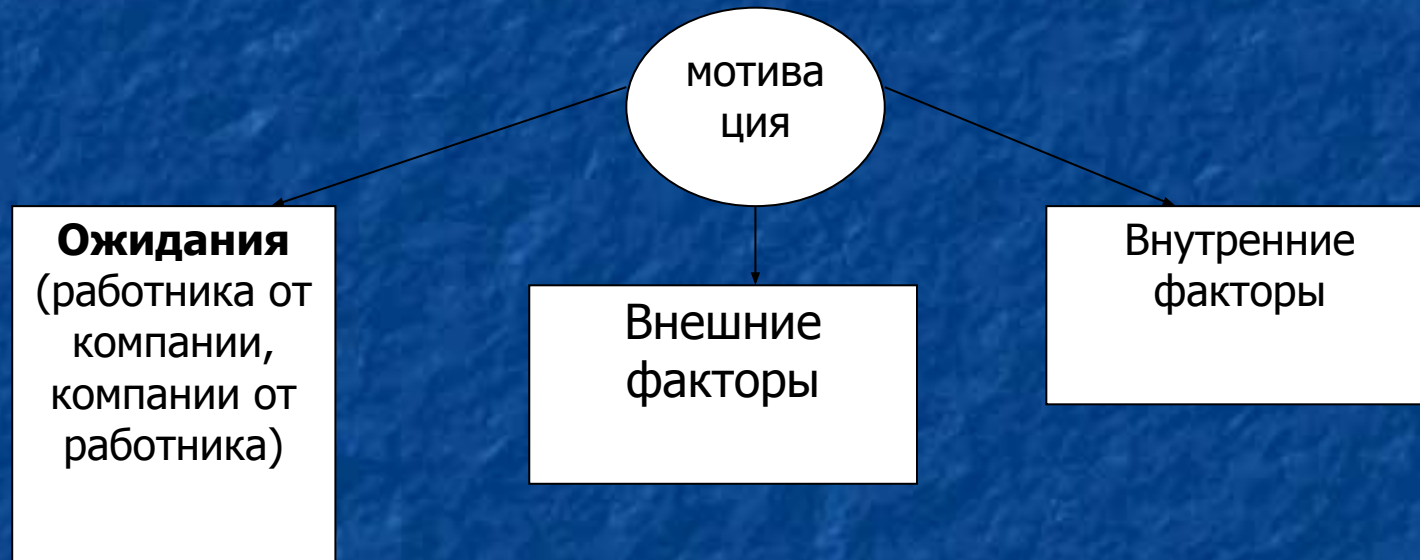 мотива
ция
Ожидания
(работника от
компании,
компании от
работника)
Внешние
факторы
Внутренние
факторы